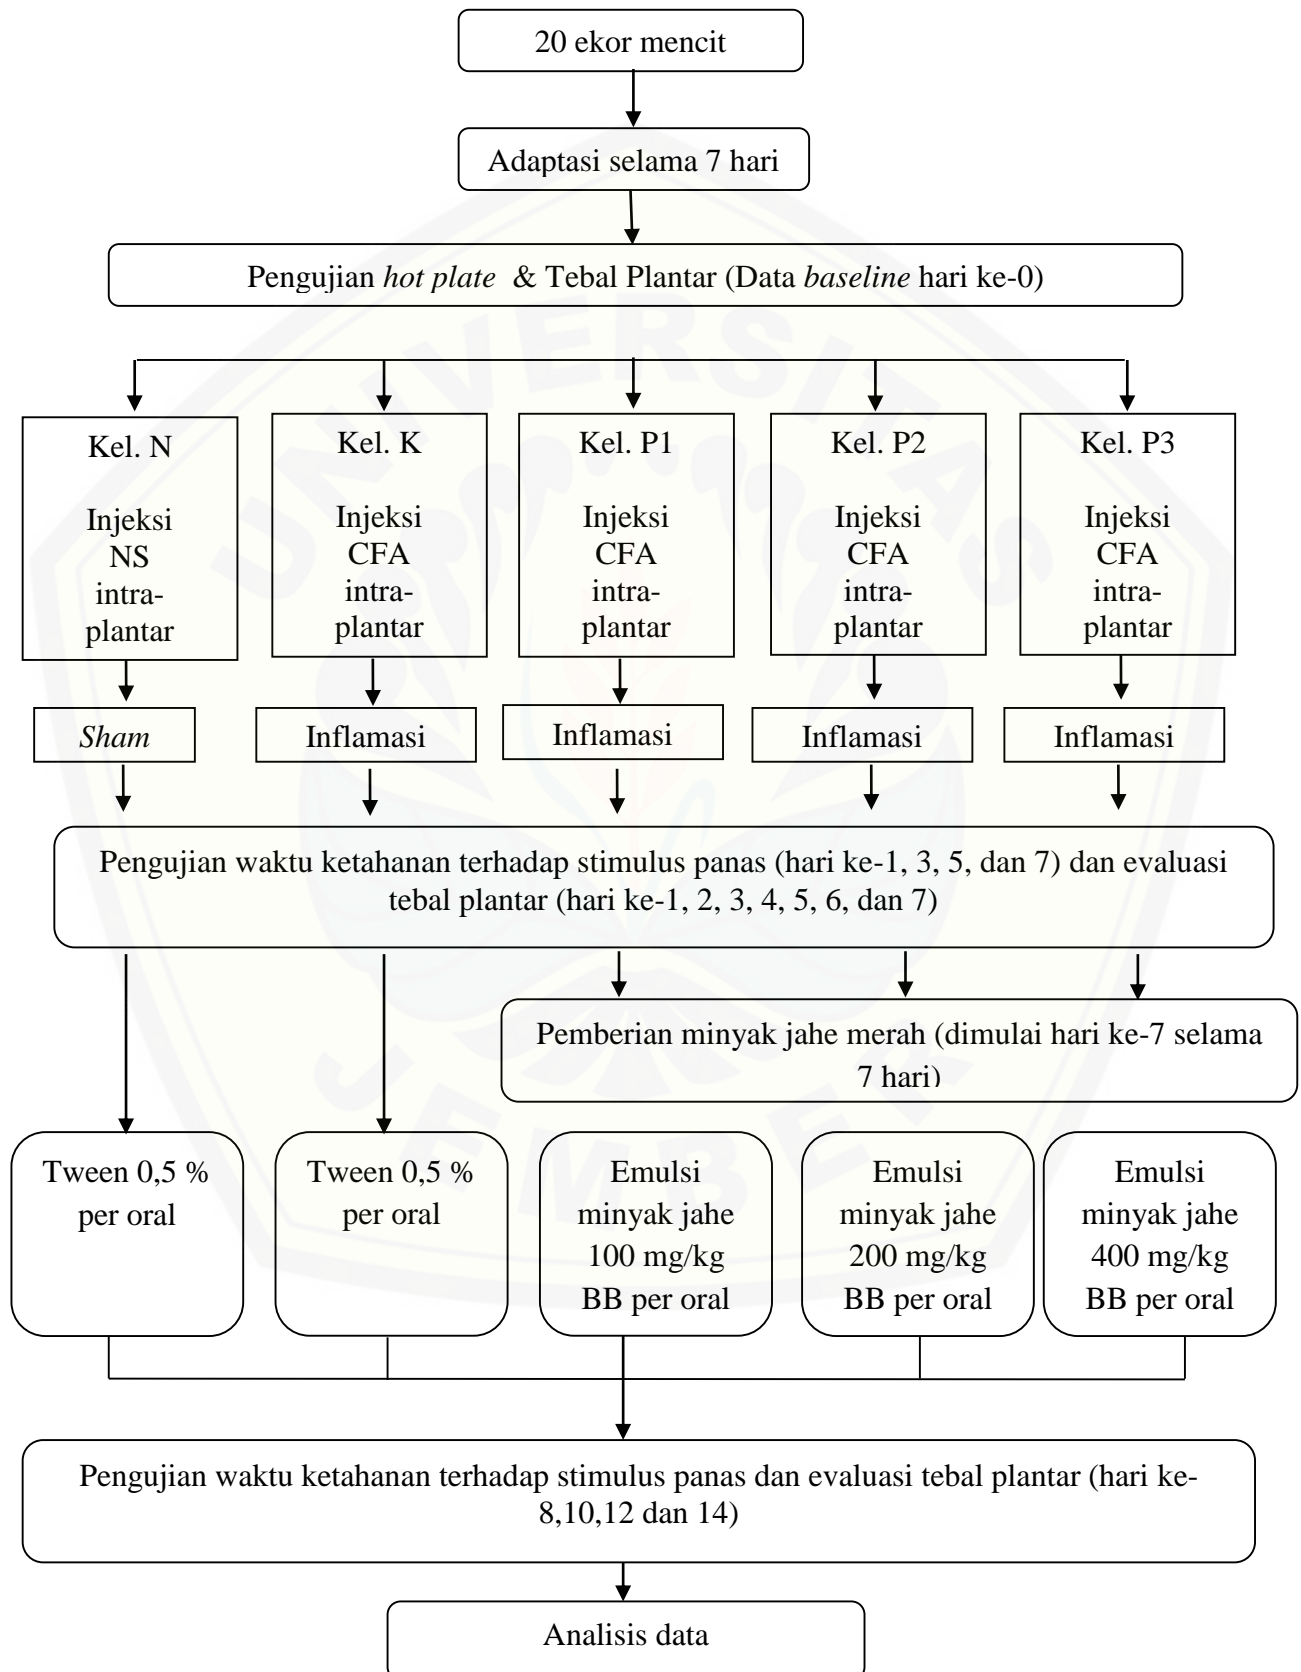 20 ekor mencit
Adaptasi selama 7 hari
Pengujian hot plate & Tebal Plantar (Data baseline hari ke-0)
Kel. N
Injeksi
NS
intra-
plantar
Kel. K
Injeksi
CFA
intra-
plantar
Kel. P1
Injeksi
CFA
intra-
plantar
Kel. P2
Injeksi
CFA
intra-
plantar
Kel. P3
Injeksi
CFA
intra-
plantar
Sham
Inflamasi
Inflamasi
Inflamasi
Inflamasi
Pengujian waktu ketahanan terhadap stimulus panas (hari ke-1, 3, 5, dan 7) dan evaluasi
tebal plantar (hari ke-1, 2, 3, 4, 5, 6, dan 7)
Pemberian minyak jahe merah (dimulai hari ke-7 selama
7 hari)
Tween 0,5 %
per oral
Tween 0,5 %
per oral
Emulsi
minyak jahe
100 mg/kg
BB per oral
Emulsi
minyak jahe
200 mg/kg
BB per oral
Emulsi
minyak jahe
400 mg/kg
BB per oral
Pengujian waktu ketahanan terhadap stimulus panas dan evaluasi tebal plantar (hari ke-
8,10,12 dan 14)
Analisis data
UNIVERSITAS
JEMBER